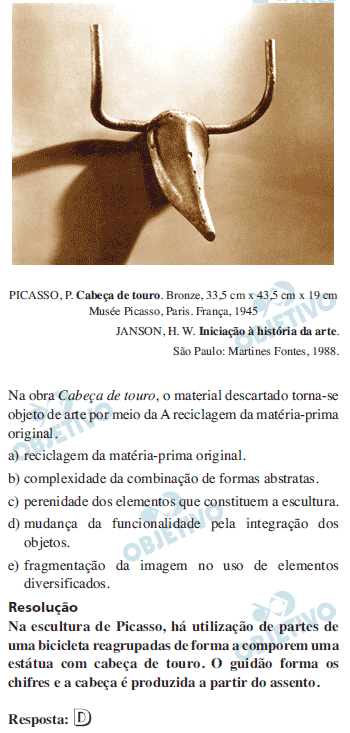 PICASSO, P. Cabeça de touro. Bronze, 33,5 cm x 43,5 cm x 19 cm
Musée Picasso, Paris. França, 1945
JANSON, H. W. Iniciação à história da arte.
São Paulo: Martines Fontes, 1988.
Na obra Cabeça de touro, o material descartado torna-se
objeto de arte por meio da A reciclagem da matéria-prima
original.
a) reciclagem da matéria-prima original.
b) complexidade da combinação de formas abstratas.
c) perenidade dos elementos que constituem a escultura.
d) mudança da funcionalidade pela integração dos
objetos.
e) fragmentação da imagem no uso de elementos
diversificados.
Resolução
Na escultura de Picasso, há utilização de partes de
uma bicicleta reagrupadas de forma a comporem uma
estátua com cabeça de touro. O guidão forma os
chifres e a cabeça é produzida a partir do assento.
Resposta: D
OBJETIVO
OBJETIVO
OBJETIVO
OBJETIVO
OBJETIVO